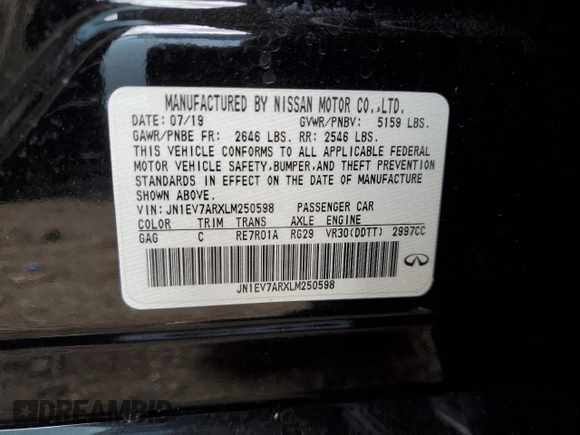 MANUFACTURED BY NISSAN MOTOR CO.,LTD.
DATE: 07/19 GVWR/PNBV: 5159 LBS.
GAWR/PNBE FR: 2646 LBS. RR: 2546 LBS.
THIS VEHICLE CONFORMS TO ALL APPLICABLE FEDERAL
MOTOR VEHICLE SAFETY,BUMPER,AND THEFT PREVENTION
STANDARDS IN EFFECT ON THE DATE OF MANUFACTURE
SHOWN ABOVE.
VIN: JN1EV7ARXLM250598 PASSENGER CAR
COLOR TRIM TRANS AXLE ENGINE
GAG C RE7R01A RG29 VR30(DDTT) 2997CC
JN1EV7ARXLM250598
DREAMBID